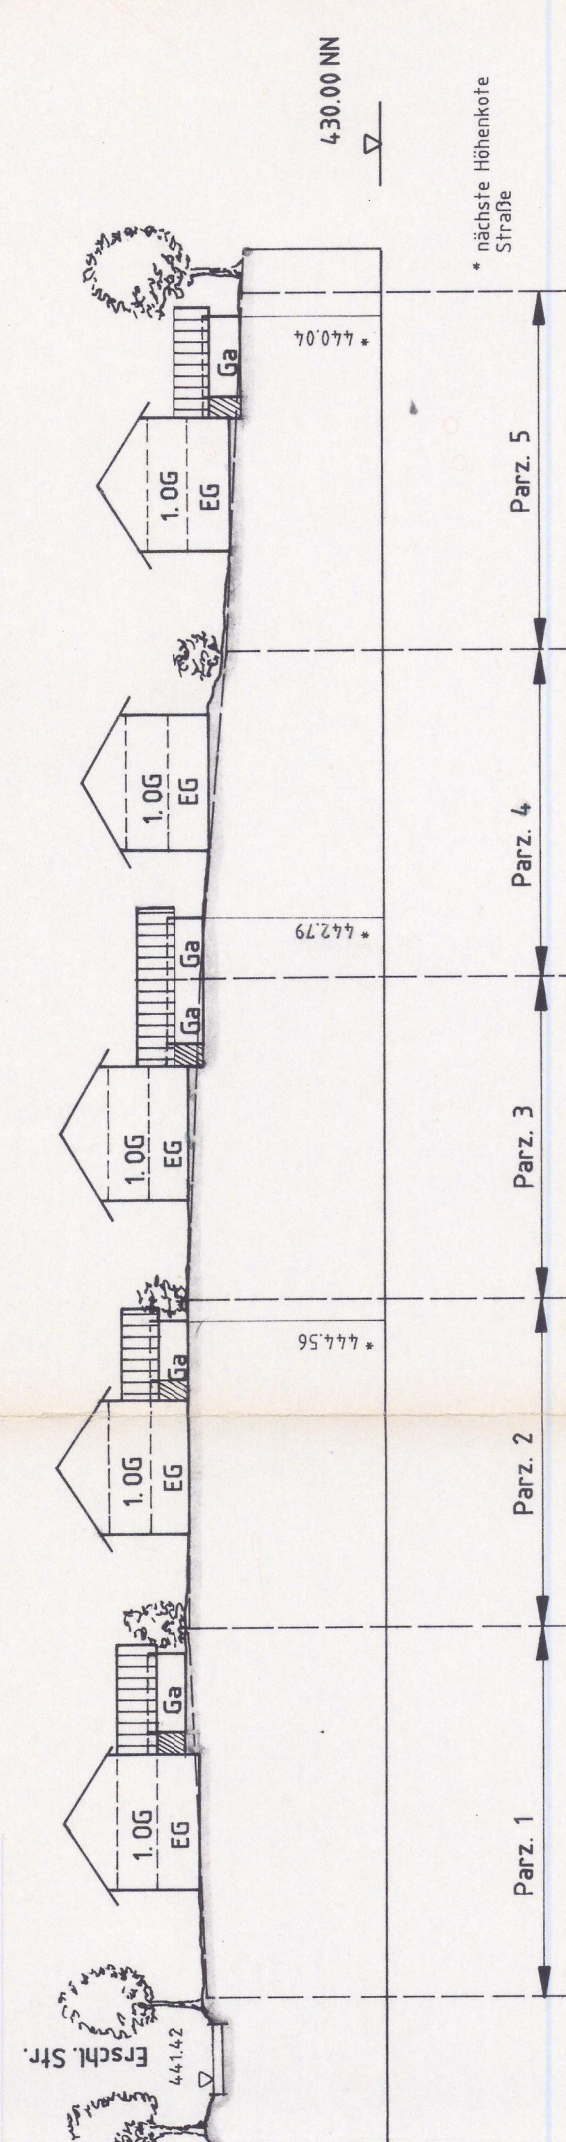 Erschl. Str.
441.42
1. OG
EG
Ga
1. OG
EG
Ga
* 444.56
1. OG
EG
Ga
Ga
* 442.79
1. OG
EG
1. OG
EG
Ga
* 440.04
430.00 NN
* nächste Höhenkote
Straße
Parz. 1
Parz. 2
Parz. 3
Parz. 4
Parz. 5